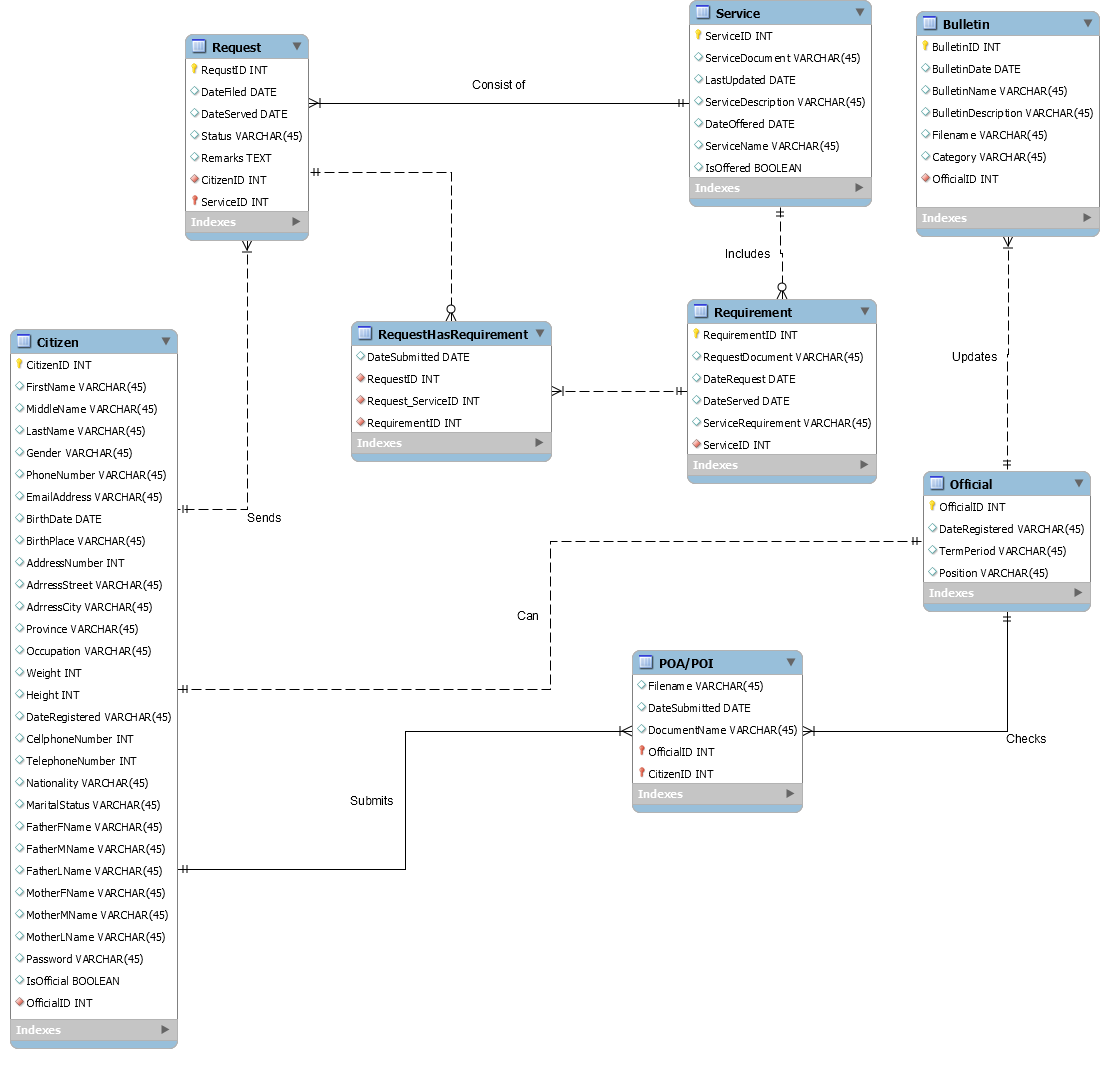 Service
ServiceID INT
ServiceDocument VARCHAR(45)
LastUpdated DATE
ServiceDescription VARCHAR(45)
DateOffered DATE
ServiceName VARCHAR(45)
IsOffered BOOLEAN
Indexes
Bulletin
BulletinID INT
BulletinDate DATE
BulletinName VARCHAR(45)
BulletinDescription VARCHAR(45)
Filename VARCHAR(45)
Category VARCHAR(45)
OfficialID INT
Indexes
Request
RequstID INT
DateFiled DATE
DateServed DATE
Status VARCHAR(45)
Remarks TEXT
CitizenID INT
ServiceID INT
Indexes
Consist of
Includes
RequestHasRequirement
DateSubmitted DATE
RequestID INT
Request_ServiceID INT
RequirementID INT
Indexes
Requirement
RequirementID INT
RequestDocument VARCHAR(45)
DateRequest DATE
DateServed DATE
ServiceRequirement VARCHAR(45)
ServiceID INT
Indexes
Updates
Citizen
CitizenID INT
FirstName VARCHAR(45)
MiddleName VARCHAR(45)
LastName VARCHAR(45)
Gender VARCHAR(45)
PhoneNumber VARCHAR(45)
EmailAddress VARCHAR(45)
BirthDate DATE
BirthPlace VARCHAR(45)
AddressNumber INT
AdrressStreet VARCHAR(45)
AdrressCity VARCHAR(45)
Province VARCHAR(45)
Occupation VARCHAR(45)
Weight INT
Height INT
DateRegistered VARCHAR(45)
CellphoneNumber INT
TelephoneNumber INT
Nationality VARCHAR(45)
MaritalStatus VARCHAR(45)
FatherFName VARCHAR(45)
FatherMName VARCHAR(45)
FatherLName VARCHAR(45)
MotherFName VARCHAR(45)
MotherMName VARCHAR(45)
MotherLName VARCHAR(45)
Password VARCHAR(45)
IsOfficial BOOLEAN
OfficialID INT
Indexes
Sends
Official
OfficialID INT
DateRegistered VARCHAR(45)
TermPeriod VARCHAR(45)
Position VARCHAR(45)
Indexes
Can
POA/POI
Filename VARCHAR(45)
DateSubmitted DATE
DocumentName VARCHAR(45)
OfficialID INT
CitizenID INT
Indexes
Checks
Submits